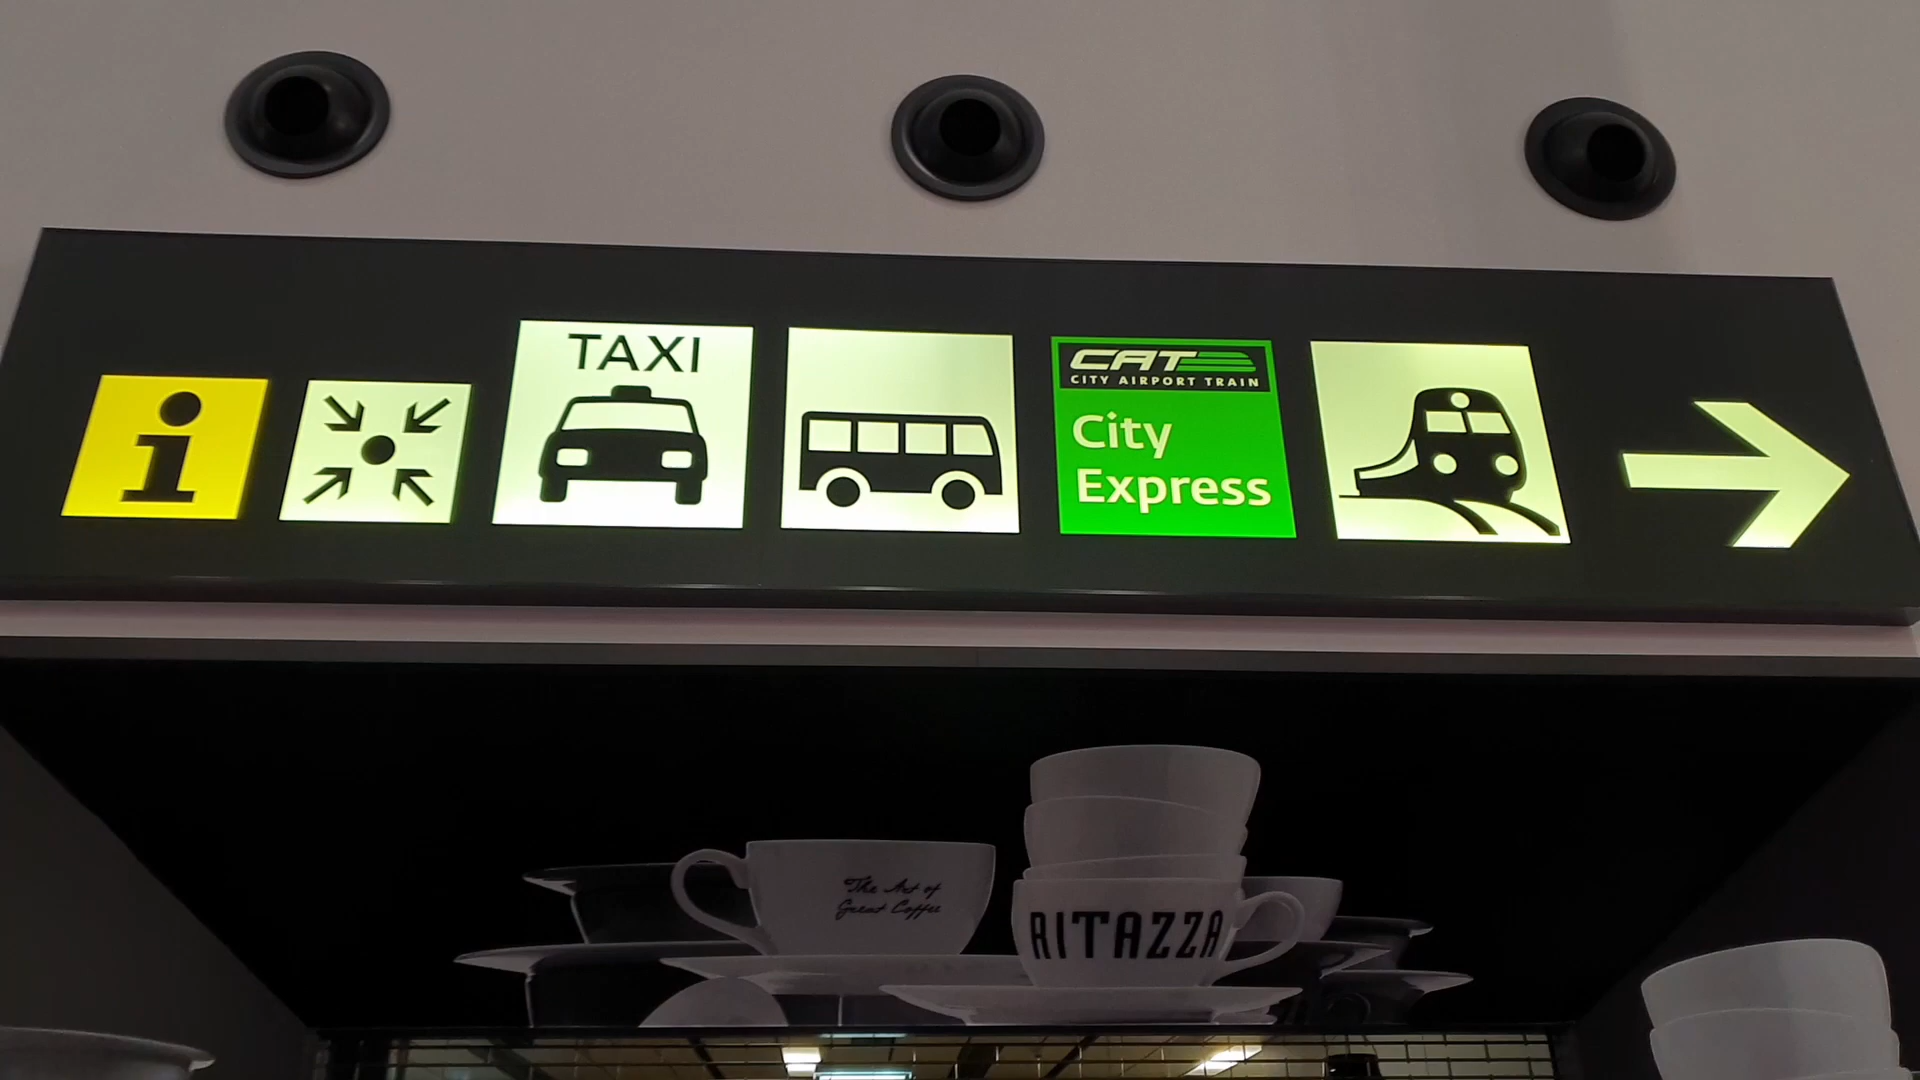 i
TAXI
CAT
CITY AIRPORT TRAIN
City
Express
The Art of
Great Coffee
RITAZZA